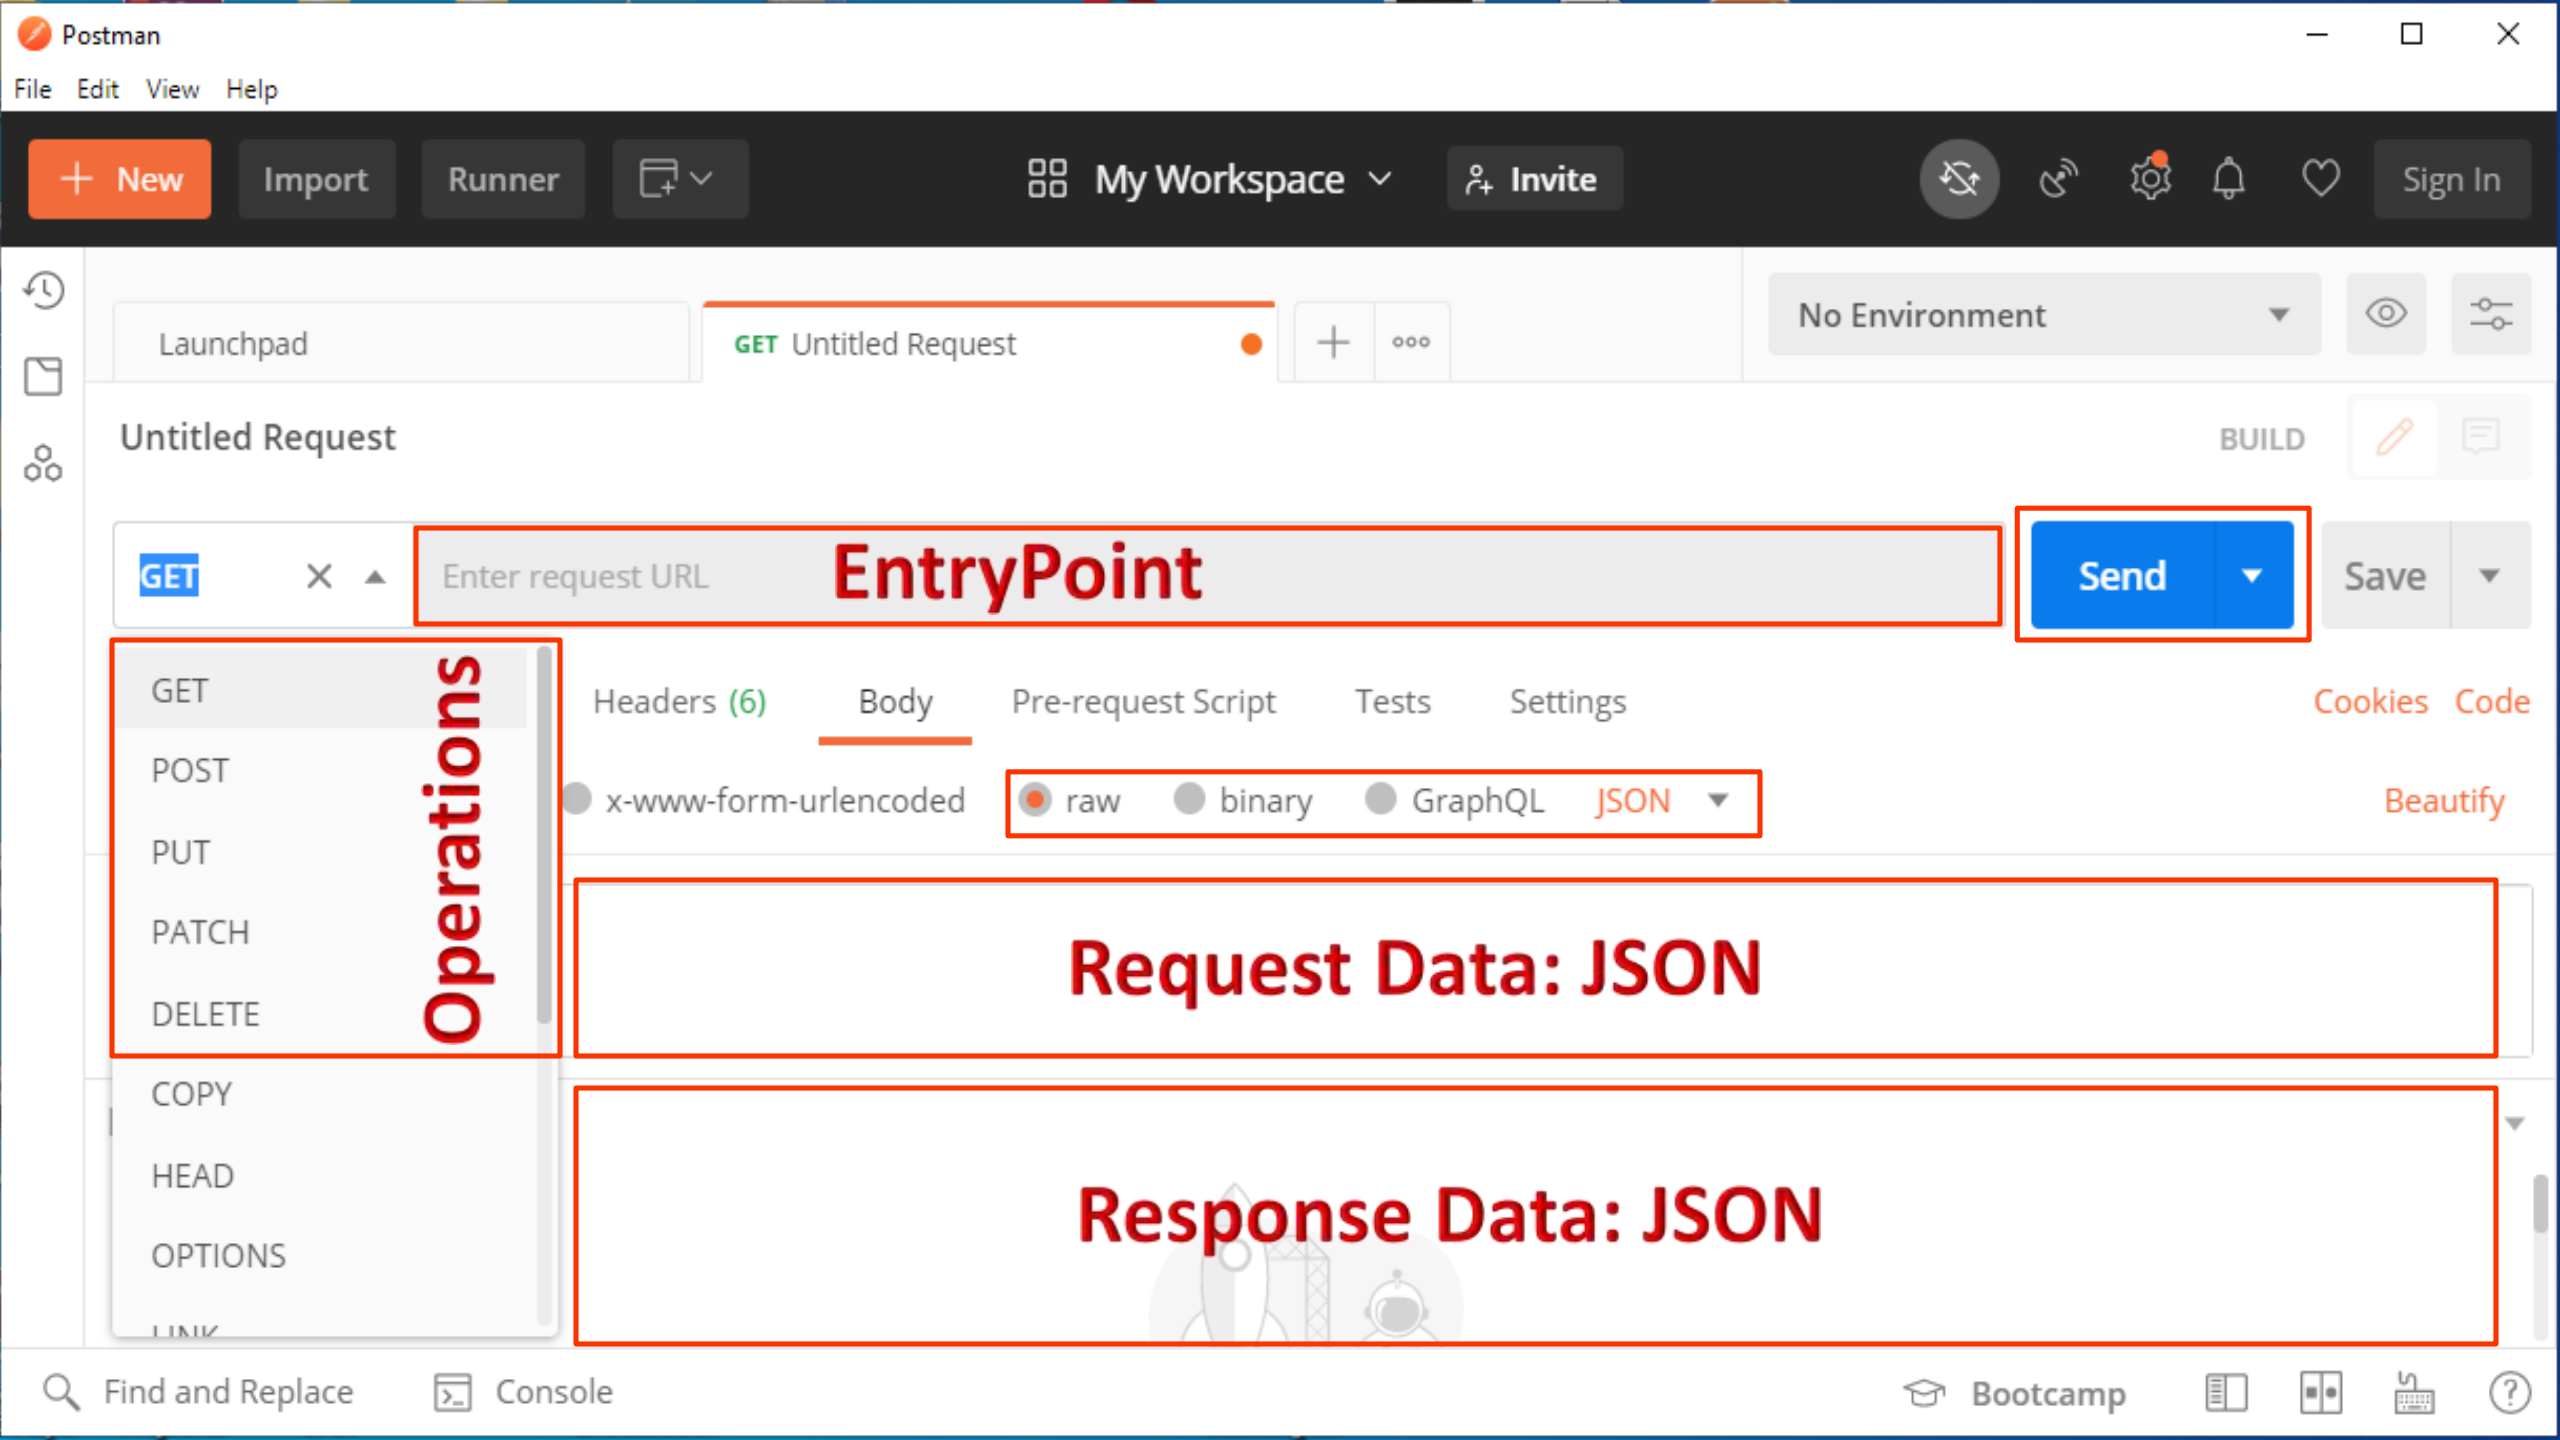 Postman
File Edit View Help
+ New Import Runner My Workspace Invite Sign In
Launchpad GET Untitled Request No Environment
Untitled Request BUILD
GET Enter request URL EntryPoint Send Save
GET
POST
PUT
PATCH
DELETE
COPY
HEAD
OPTIONS
LINK
Operations
Headers (6) Body Pre-request Script Tests Settings Cookies Code
x-www-form-urlencoded raw binary GraphQL JSON Beautify
Request Data: JSON
Response Data: JSON
Find and Replace Console Bootcamp